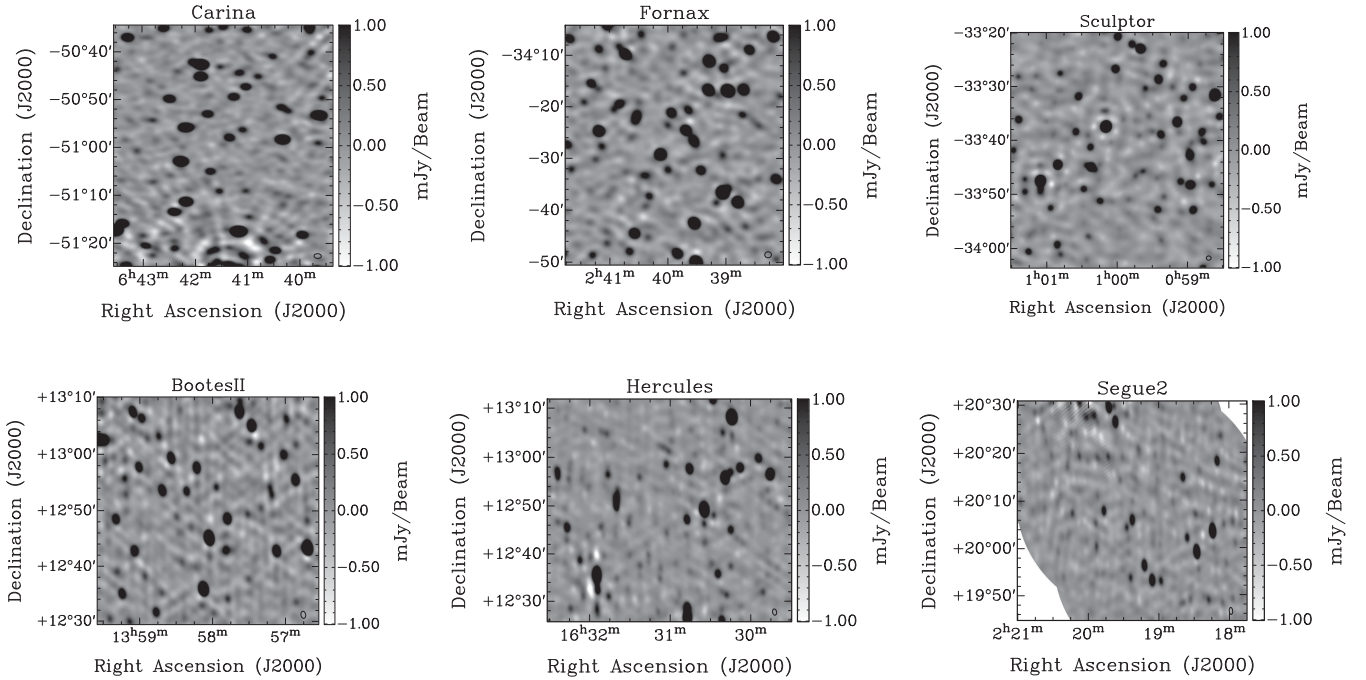 Carina
Declination (J2000)
−50°40′
−50°50′
−51°00′
−51°10′
−51°20′
6ʰ43ᵐ 42ᵐ 41ᵐ 40ᵐ
Right Ascension (J2000)
1.00
0.50
0.00
−0.50
−1.00
mJy/Beam
Fornax
Declination (J2000)
−34°10′
−20′
−30′
−40′
−50′
2ʰ41ᵐ 40ᵐ 39ᵐ
Right Ascension (J2000)
1.00
0.50
0.00
−0.50
−1.00
mJy/Beam
Sculptor
Declination (J2000)
−33°20′
−33°30′
−33°40′
−33°50′
−34°00′
1ʰ01ᵐ 1ʰ00ᵐ 0ʰ59ᵐ
Right Ascension (J2000)
1.00
0.50
0.00
−0.50
−1.00
mJy/Beam
BootesII
Declination (J2000)
+13°10′
+13°00′
+12°50′
+12°40′
+12°30′
13ʰ59ᵐ 58ᵐ 57ᵐ
Right Ascension (J2000)
1.00
0.50
0.00
−0.50
−1.00
mJy/Beam
Hercules
Declination (J2000)
+13°10′
+13°00′
+12°50′
+12°40′
+12°30′
16ʰ32ᵐ 31ᵐ 30ᵐ
Right Ascension (J2000)
1.00
0.50
0.00
−0.50
−1.00
mJy/Beam
Segue2
Declination (J2000)
+20°30′
+20°20′
+20°10′
+20°00′
+19°50′
2ʰ21ᵐ 20ᵐ 19ᵐ 18ᵐ
Right Ascension (J2000)
1.00
0.50
0.00
−0.50
−1.00
mJy/Beam